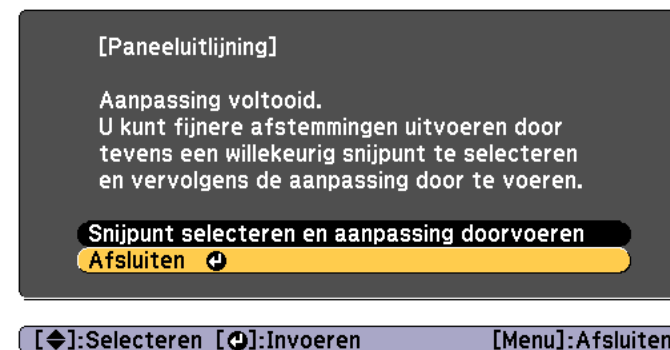 [Paneeluitlijning]
Aanpassing voltooid.
U kunt fijnere afstemmingen uitvoeren door
tevens een willekeurig snijpunt te selecteren
en vervolgens de aanpassing door te voeren.
Snijpunt selecteren en aanpassing doorvoeren
Afsluiten
[◆]:Selecteren [↵]:Invoeren [Menu]:Afsluiten